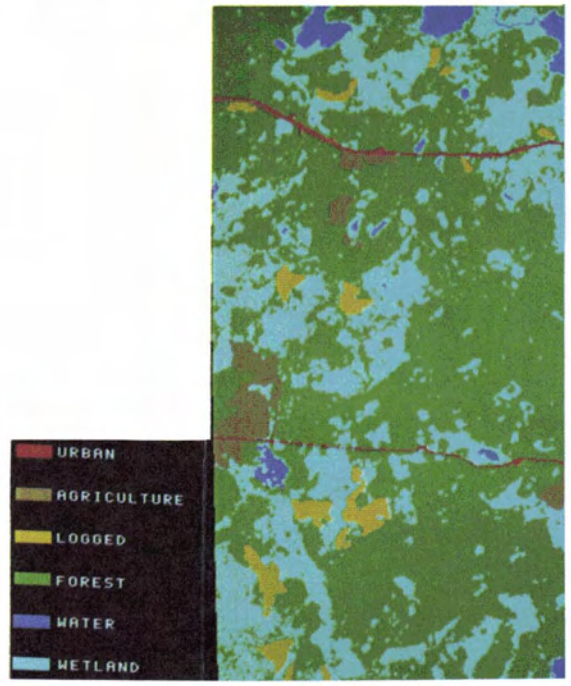 URBAN
AGRICULTURE
LOGGED
FOREST
WATER
WETLAND